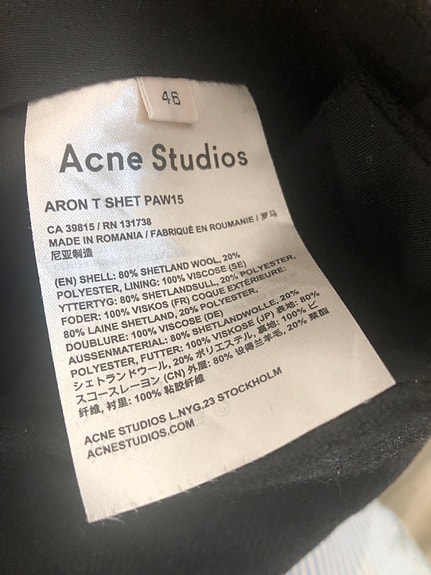 46
Acne Studios
ARON T SHET PAW15
CA 39815 / RN 131738
MADE IN ROMANIA / FABRIQUÉ EN ROUMANIE / 罗马
尼亚制造
(EN) SHELL: 80% SHETLAND WOOL, 20%
POLYESTER, LINING: 100% VISCOSE (SE)
YTTERTYG: 80% SHETLANDSULL, 20% POLYESTER,
FODER: 100% VISKOS (FR) COQUE EXTÉRIEURE:
80% LAINE SHETLAND, 20% POLYESTER,
DOUBLURE: 100% VISCOSE (DE)
AUSSENMATERIAL: 80% SHETLANDWOLLE, 20%
POLYESTER, FUTTER: 100% VISKOSE (JP) 表地: 80%
シェトランドウール, 20% ポリエステル, 裏地: 100% ビ
スコースレーヨン (CN) 外层: 80% 设得兰羊毛, 20% 聚酯
纤维, 衬里: 100% 粘胶纤维
ACNE STUDIOS L.NYG.23 STOCKHOLM
ACNESTUDIOS.COM